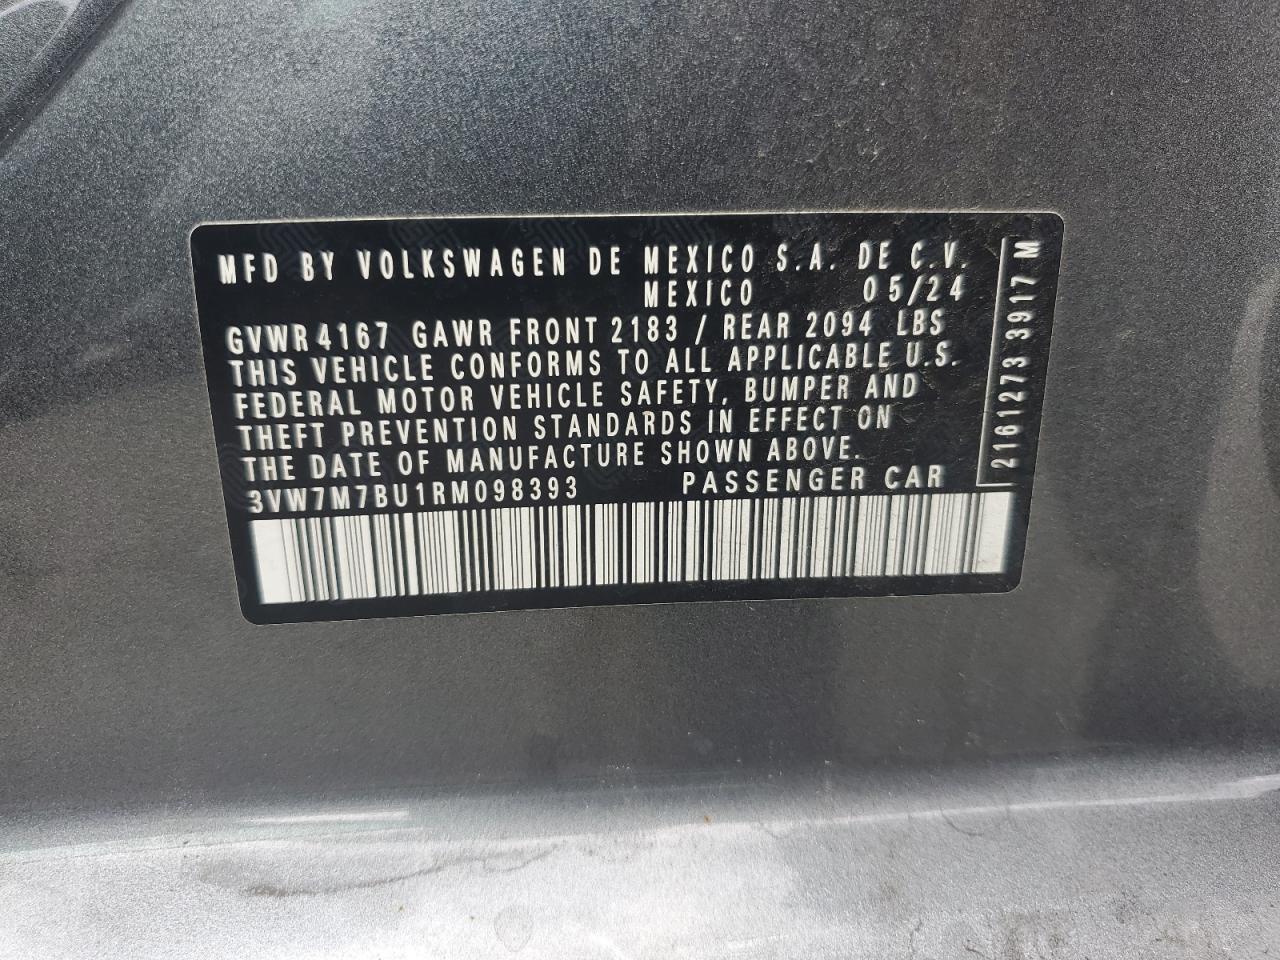 MFD BY VOLKSWAGEN DE MEXICO S.A. DE C.V.
MEXICO 05/24
GVWR 4167 GAWR FRONT 2183 / REAR 2094 LBS
THIS VEHICLE CONFORMS TO ALL APPLICABLE U.S.
FEDERAL MOTOR VEHICLE SAFETY, BUMPER AND
THEFT PREVENTION STANDARDS IN EFFECT ON
THE DATE OF MANUFACTURE SHOWN ABOVE.
3VW7M7BU1RM098393 PASSENGER CAR
2161273 3917 M